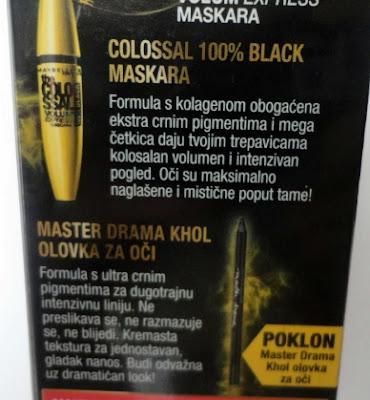 VOLUM EXPRESS
MASKARA
COLOSSAL 100% BLACK
MASKARA
Formula s kolagenom obogaćena
ekstra crnim pigmentima i mega
četkica daju tvojim trepavicama
kolosalan volumen i intenzivan
pogled. Oči su maksimalno
naglašene i mistične poput tame!
MASTER DRAMA KHOL
OLOVKA ZA OČI
Formula s ultra crnim
pigmentima za dugotrajnu
intenzivnu liniju. Ne
preslikava se, ne razmazuje
se, ne blijedi. Kremasta
tekstura za jednostavan,
gladak nanos. Budi odvažna
uz dramatičan look!
POKLON
Master Drama
Khol olovka
za oči